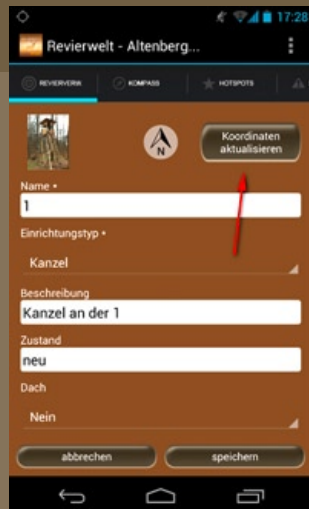 17:28
Revierwelt - Altenberg...
REVIERVERW
KOMPASS
HOTSPOTS
N
Koordinaten
aktualisieren
Name •
1
Einrichtungstyp •
Kanzel
Beschreibung
Kanzel an der 1
Zustand
neu
Dach
Nein
abbrechen
speichern